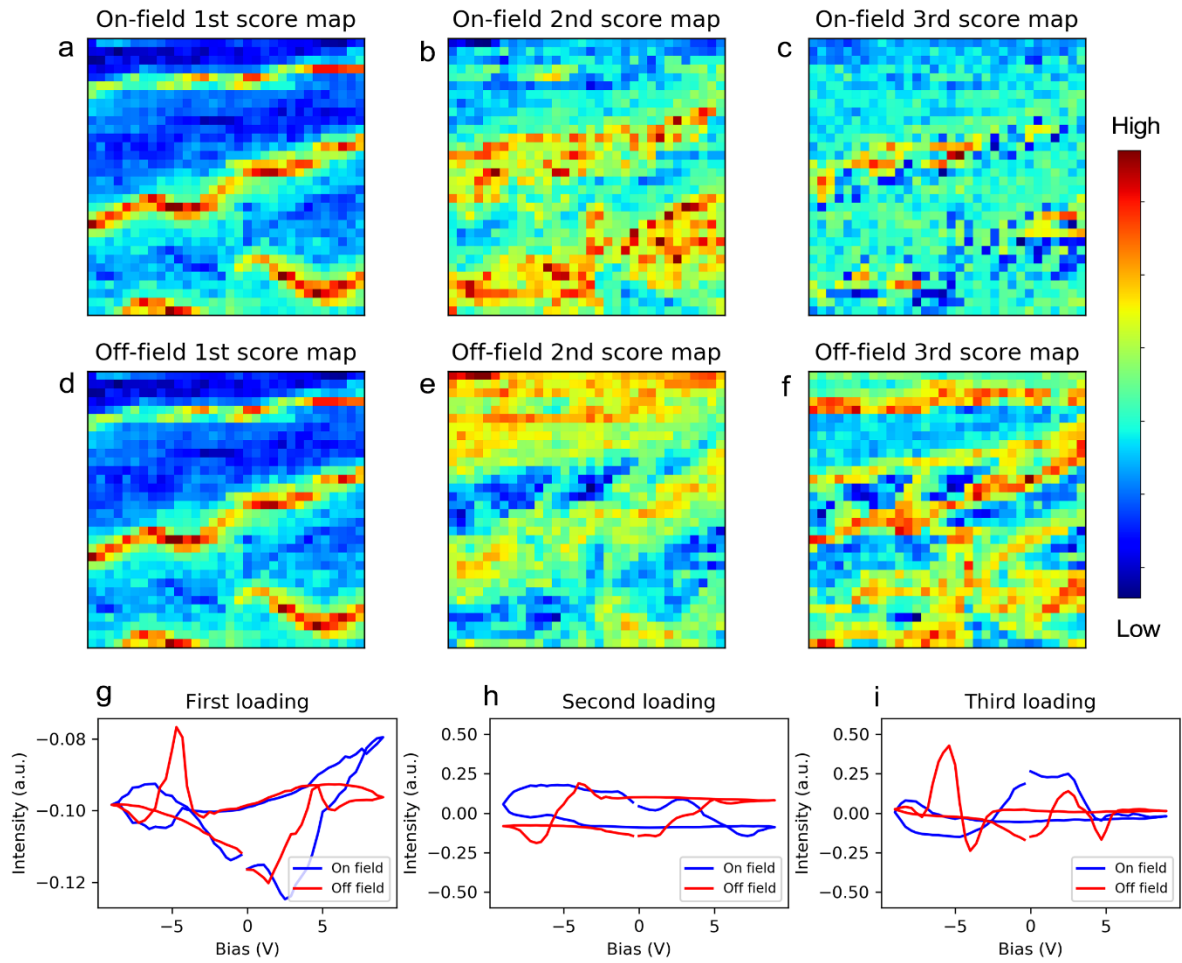 On-field 1st score map On-field 2nd score map On-field 3rd score map
a b c
High
Off-field 1st score map Off-field 2nd score map Off-field 3rd score map
d e f
Low
g h i
First loading Second loading Third loading
Intensity (a.u.)
−0.08
−0.10
−0.12
−5 0 5
Bias (V)
On field
Off field
Intensity (a.u.)
0.50
0.25
0.00
−0.25
−0.50
−5 0 5
Bias (V)
On field
Off field
Intensity (a.u.)
0.50
0.25
0.00
−0.25
−0.50
−5 0 5
Bias (V)
On field
Off field